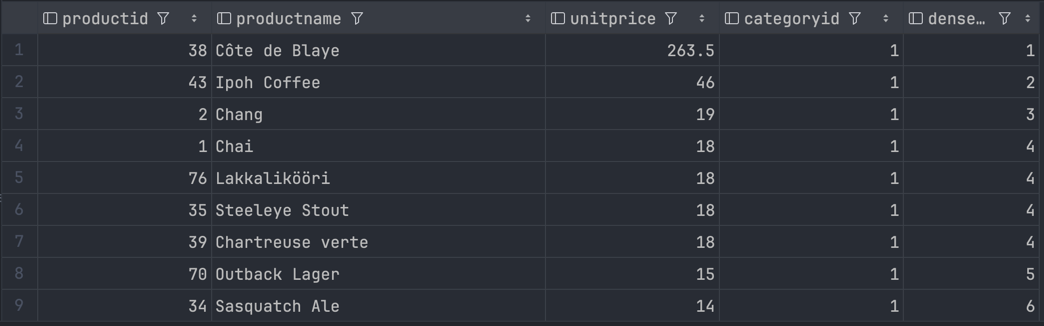 productid productname unitprice categoryid dense…
1 38 Côte de Blaye 263.5 1 1
2 43 Ipoh Coffee 46 1 2
3 2 Chang 19 1 3
4 1 Chai 18 1 4
5 76 Lakkalikööri 18 1 4
6 35 Steeleye Stout 18 1 4
7 39 Chartreuse verte 18 1 4
8 70 Outback Lager 15 1 5
9 34 Sasquatch Ale 14 1 6